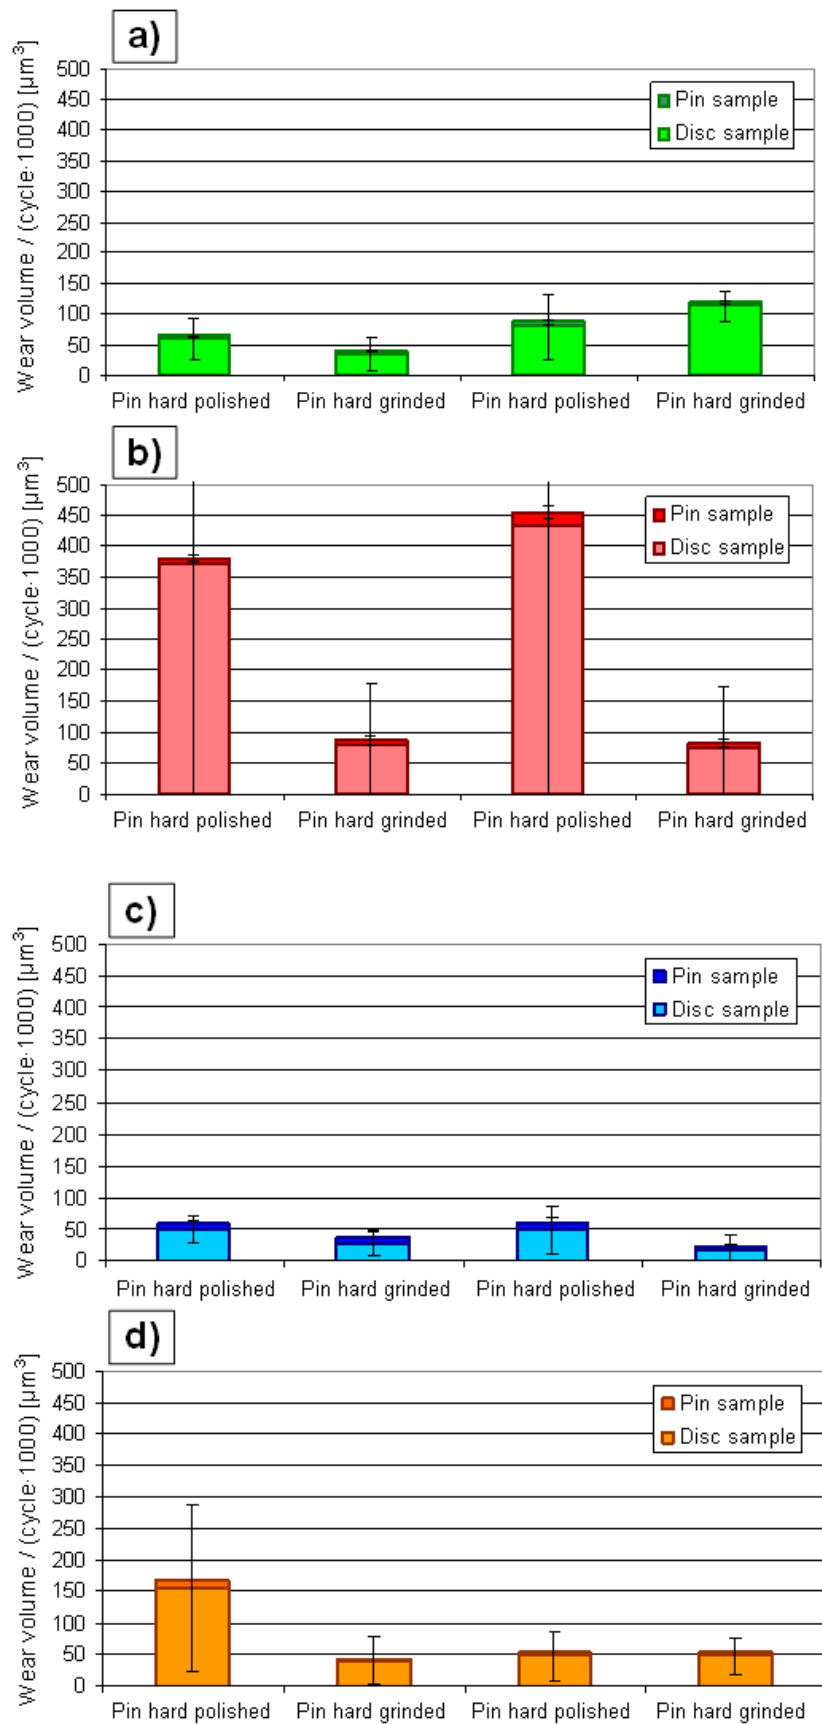 a)
Wear volume / (cycle·1000) [µm³]
500
450
400
350
300
250
200
150
100
50
0
Pin sample
Disc sample
Pin hard polished Pin hard grinded Pin hard polished Pin hard grinded
b)
Wear volume / (cycle·1000) [µm³]
500
450
400
350
300
250
200
150
100
50
0
Pin sample
Disc sample
Pin hard polished Pin hard grinded Pin hard polished Pin hard grinded
c)
Wear volume / (cycle·1000) [µm³]
500
450
400
350
300
250
200
150
100
50
0
Pin sample
Disc sample
Pin hard polished Pin hard grinded Pin hard polished Pin hard grinded
d)
Wear volume / (cycle·1000) [µm³]
500
450
400
350
300
250
200
150
100
50
0
Pin sample
Disc sample
Pin hard polished Pin hard grinded Pin hard polished Pin hard grinded